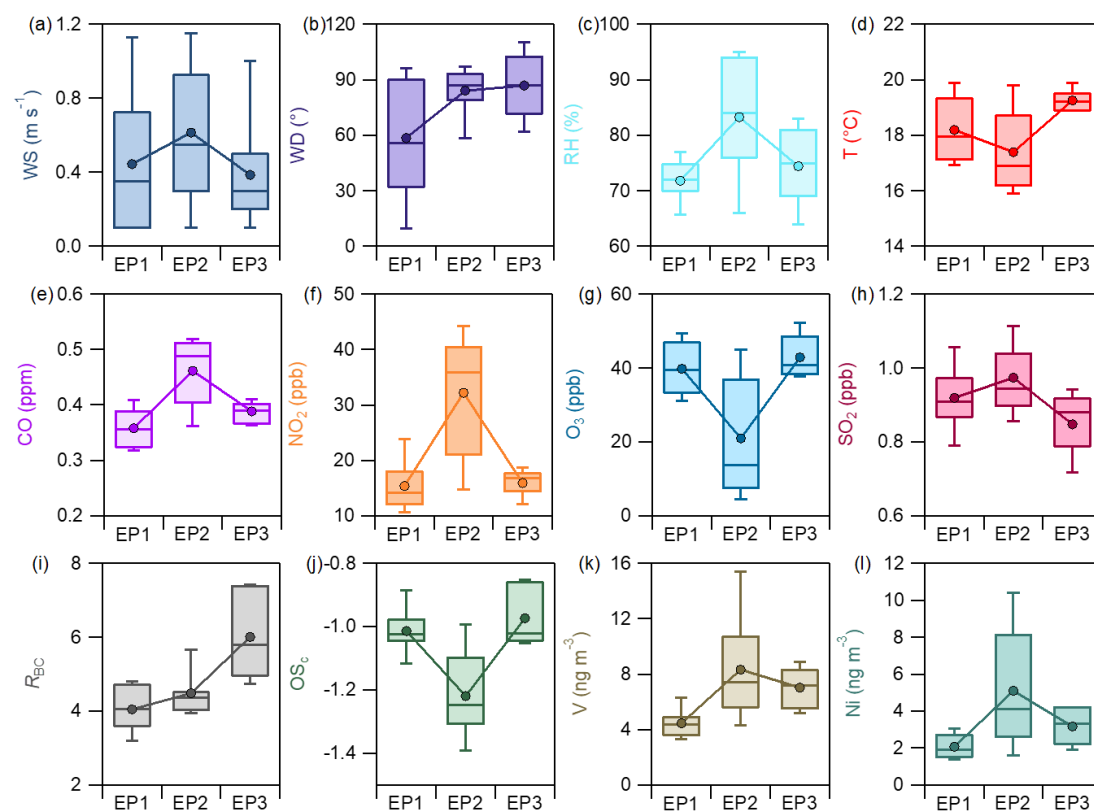 (a)
WS (m s⁻¹)
1.2
0.8
0.4
0.0
EP1 EP2 EP3
(b)
WD (°)
120
90
60
30
0
EP1 EP2 EP3
(c)
RH (%)
100
90
80
70
60
EP1 EP2 EP3
(d)
T (°C)
22
20
18
16
14
EP1 EP2 EP3
(e)
CO (ppm)
0.6
0.5
0.4
0.3
0.2
EP1 EP2 EP3
(f)
NO₂ (ppb)
50
40
30
20
10
EP1 EP2 EP3
(g)
O₃ (ppb)
60
40
20
0
EP1 EP2 EP3
(h)
SO₂ (ppb)
1.2
1.0
0.8
0.6
EP1 EP2 EP3
(i)
R_BC
8
6
4
2
EP1 EP2 EP3
(j)
OS_c
-0.8
-1.0
-1.2
-1.4
EP1 EP2 EP3
(k)
V (ng m⁻³)
16
12
8
4
0
EP1 EP2 EP3
(l)
Ni (ng m⁻³)
12
10
8
6
4
2
0
EP1 EP2 EP3